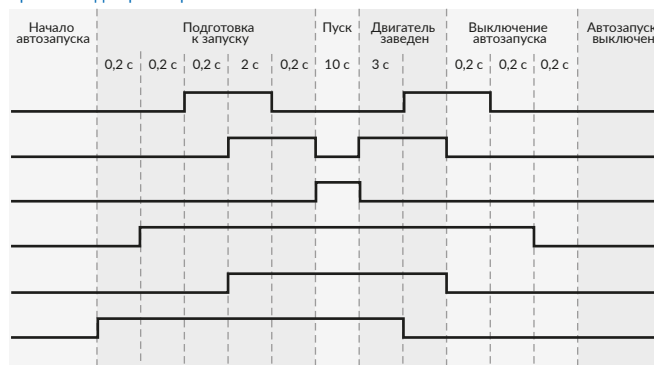 Начало
автозапуска
Подготовка
к запуску
Пуск
Двигатель
заведен
Выключение
автозапуска
Автозапуск
выключен
0,2 с 0,2 с 0,2 с 2 с 0,2 с 10 с 3 с 0,2 с 0,2 с 0,2 с